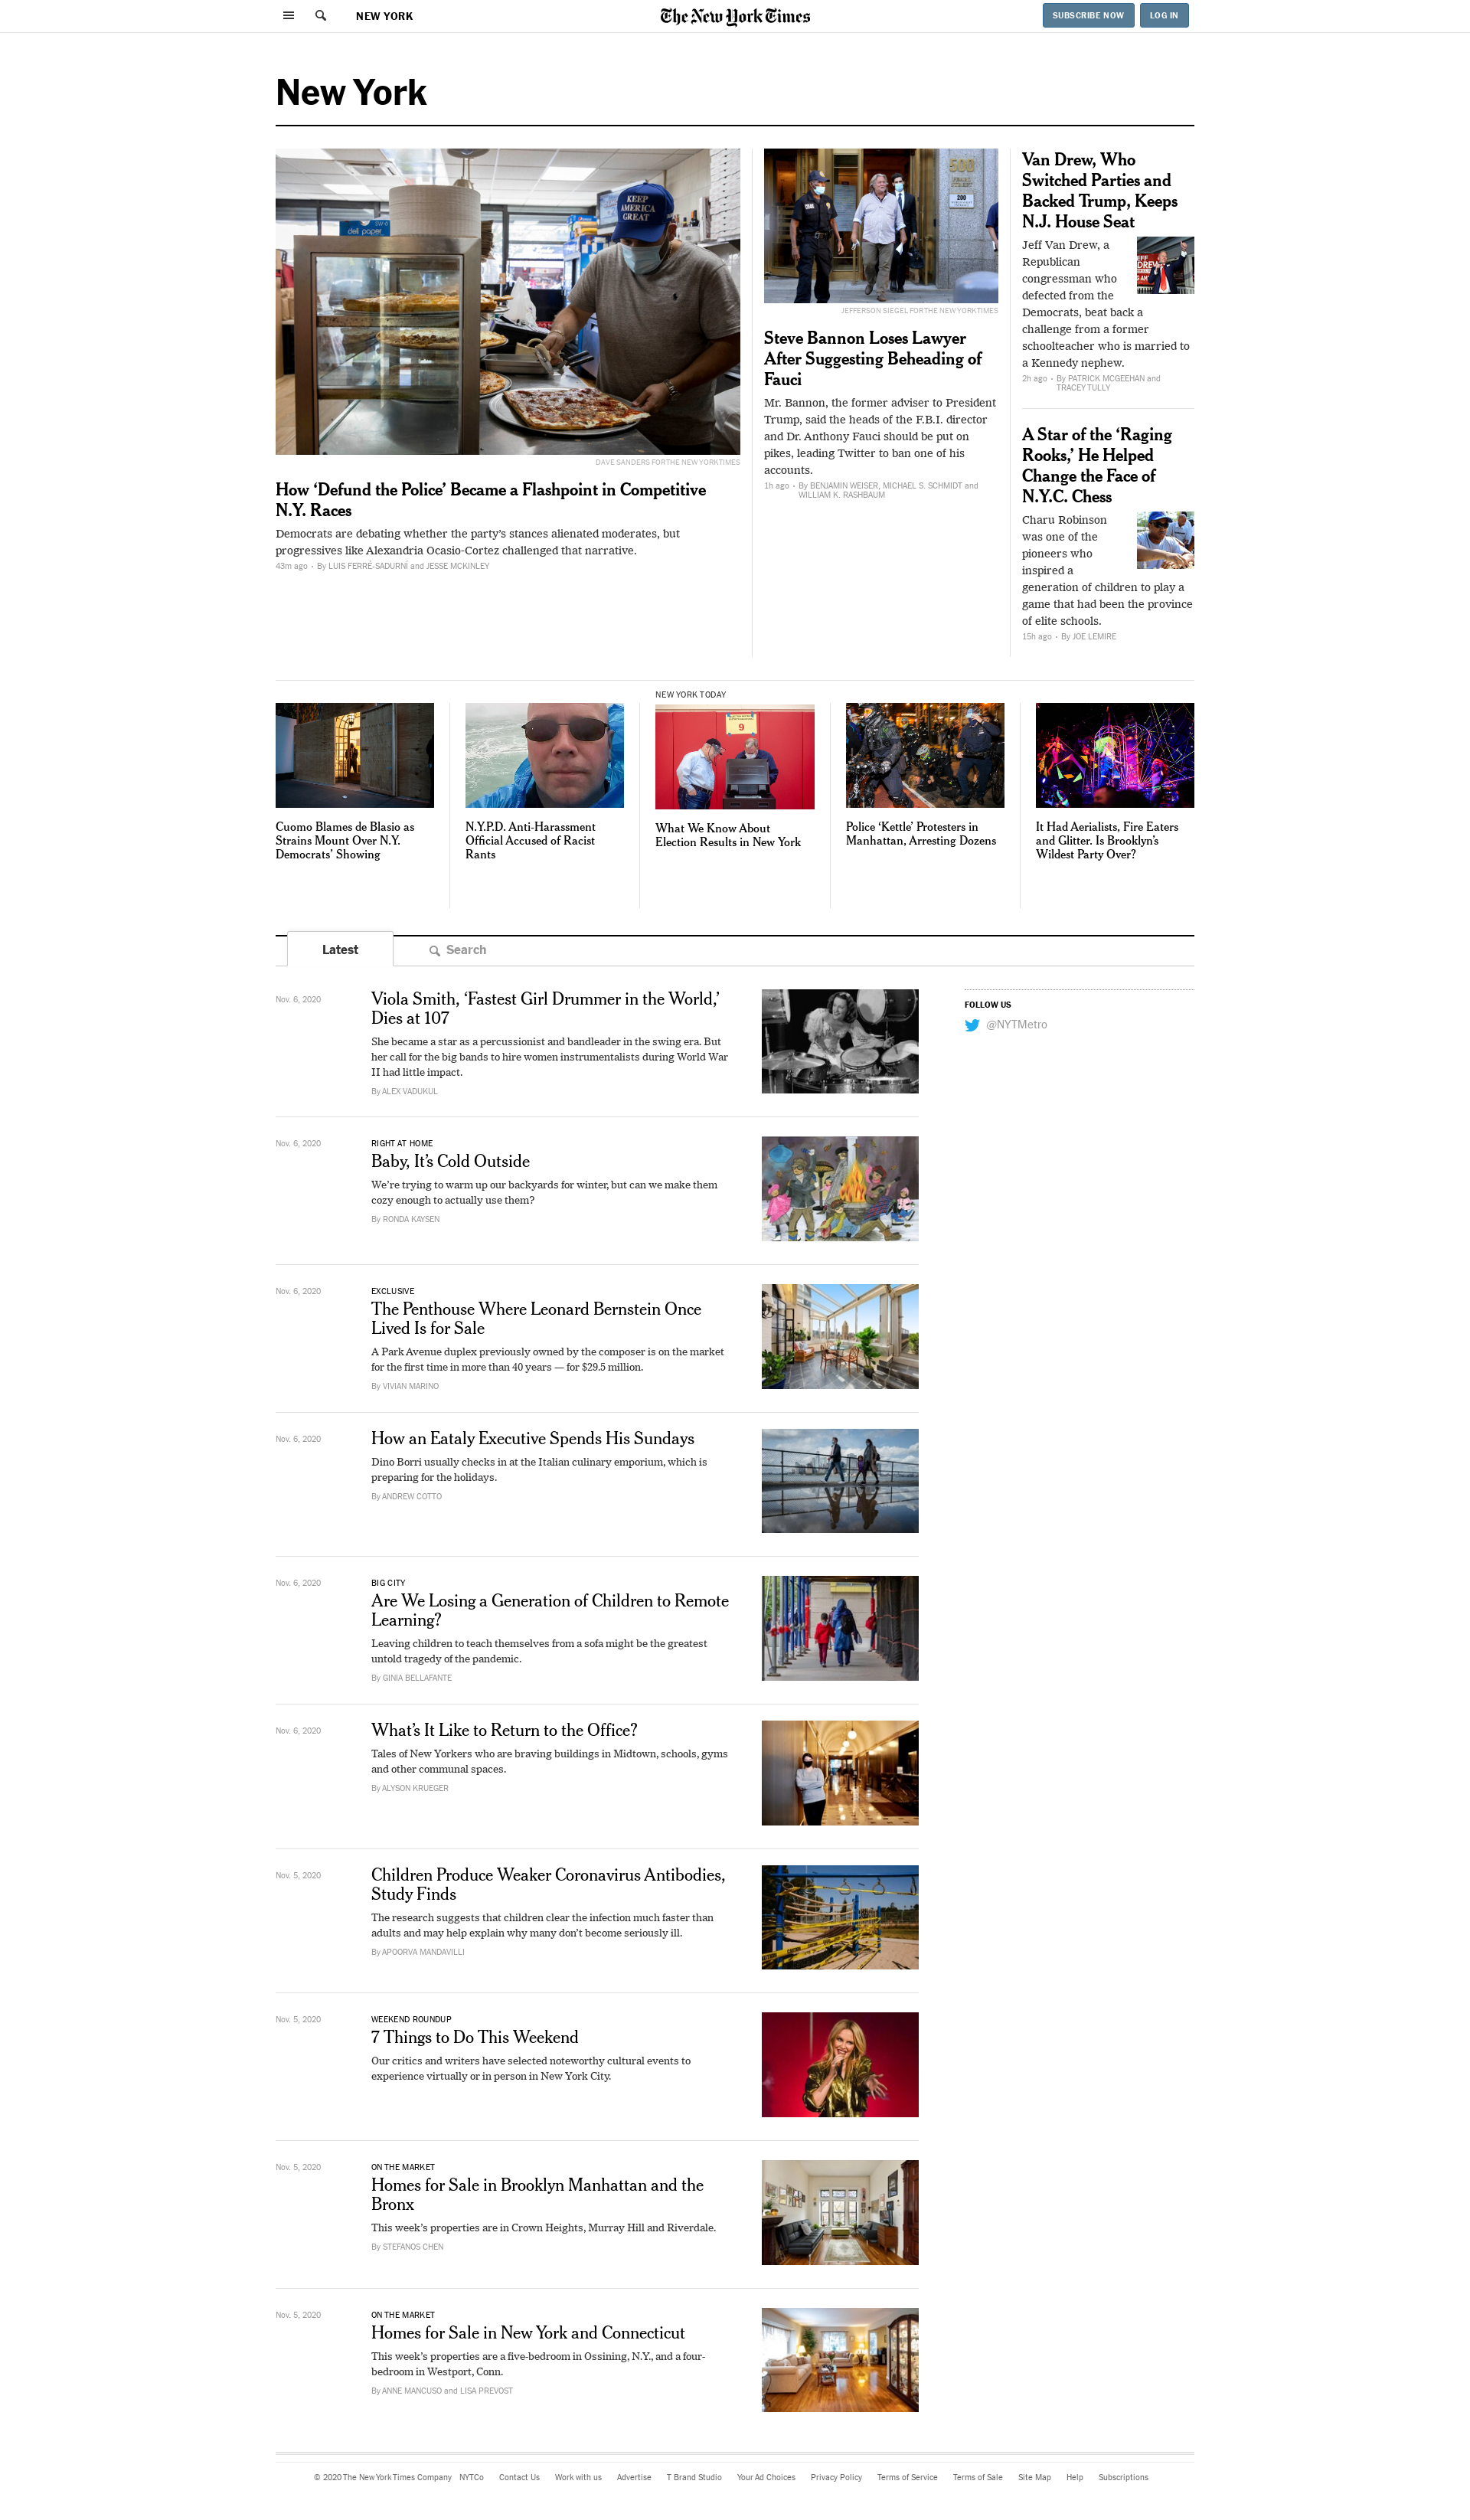 NEW YORK
The New York Times
SUBSCRIBE NOW
LOG IN
New York
KEEP
AMERICA
GREAT
deli paper
DAVE SANDERS FOR THE NEW YORK TIMES
How ‘Defund the Police’ Became a Flashpoint in Competitive
N.Y. Races
Democrats are debating whether the party’s stances alienated moderates, but
progressives like Alexandria Ocasio-Cortez challenged that narrative.
43m ago • By LUIS FERRÉ-SADURNÍ and JESSE MCKINLEY
500
PEARL
STREET
200
JEFFERSON SIEGEL FOR THE NEW YORK TIMES
Steve Bannon Loses Lawyer
After Suggesting Beheading of
Fauci
Mr. Bannon, the former adviser to President
Trump, said the heads of the F.B.I. director
and Dr. Anthony Fauci should be put on
pikes, leading Twitter to ban one of his
accounts.
1h ago • By BENJAMIN WEISER, MICHAEL S. SCHMIDT and
WILLIAM K. RASHBAUM
Van Drew, Who
Switched Parties and
Backed Trump, Keeps
N.J. House Seat
Jeff Van Drew, a
Republican
congressman who
defected from the
Democrats, beat back a
challenge from a former
schoolteacher who is married to
a Kennedy nephew.
2h ago • By PATRICK MCGEEHAN and
TRACEY TULLY
A Star of the ‘Raging
Rooks,’ He Helped
Change the Face of
N.Y.C. Chess
Charu Robinson
was one of the
pioneers who
inspired a
generation of children to play a
game that had been the province
of elite schools.
15h ago • By JOE LEMIRE
Cuomo Blames de Blasio as
Strains Mount Over N.Y.
Democrats’ Showing
N.Y.P.D. Anti-Harassment
Official Accused of Racist
Rants
NEW YORK TODAY
9
What We Know About
Election Results in New York
Police ‘Kettle’ Protesters in
Manhattan, Arresting Dozens
It Had Aerialists, Fire Eaters
and Glitter. Is Brooklyn’s
Wildest Party Over?
Latest
Search
Nov. 6, 2020
Viola Smith, ‘Fastest Girl Drummer in the World,’
Dies at 107
She became a star as a percussionist and bandleader in the swing era. But
her call for the big bands to hire women instrumentalists during World War
II had little impact.
By ALEX VADUKUL
FOLLOW US
@NYTMetro
Nov. 6, 2020
RIGHT AT HOME
Baby, It’s Cold Outside
We’re trying to warm up our backyards for winter, but can we make them
cozy enough to actually use them?
By RONDA KAYSEN
Nov. 6, 2020
EXCLUSIVE
The Penthouse Where Leonard Bernstein Once
Lived Is for Sale
A Park Avenue duplex previously owned by the composer is on the market
for the first time in more than 40 years — for $29.5 million.
By VIVIAN MARINO
Nov. 6, 2020
How an Eataly Executive Spends His Sundays
Dino Borri usually checks in at the Italian culinary emporium, which is
preparing for the holidays.
By ANDREW COTTO
Nov. 6, 2020
BIG CITY
Are We Losing a Generation of Children to Remote
Learning?
Leaving children to teach themselves from a sofa might be the greatest
untold tragedy of the pandemic.
By GINIA BELLAFANTE
Nov. 6, 2020
What’s It Like to Return to the Office?
Tales of New Yorkers who are braving buildings in Midtown, schools, gyms
and other communal spaces.
By ALYSON KRUEGER
Nov. 5, 2020
Children Produce Weaker Coronavirus Antibodies,
Study Finds
The research suggests that children clear the infection much faster than
adults and may help explain why many don’t become seriously ill.
By APOORVA MANDAVILLI
Nov. 5, 2020
WEEKEND ROUNDUP
7 Things to Do This Weekend
Our critics and writers have selected noteworthy cultural events to
experience virtually or in person in New York City.
Nov. 5, 2020
ON THE MARKET
Homes for Sale in Brooklyn Manhattan and the
Bronx
This week’s properties are in Crown Heights, Murray Hill and Riverdale.
By STEFANOS CHEN
Nov. 5, 2020
ON THE MARKET
Homes for Sale in New York and Connecticut
This week’s properties are a five-bedroom in Ossining, N.Y., and a four-
bedroom in Westport, Conn.
By ANNE MANCUSO and LISA PREVOST
© 2020 The New York Times Company NYTCo Contact Us Work with us Advertise T Brand Studio Your Ad Choices Privacy Policy Terms of Service Terms of Sale Site Map Help Subscriptions